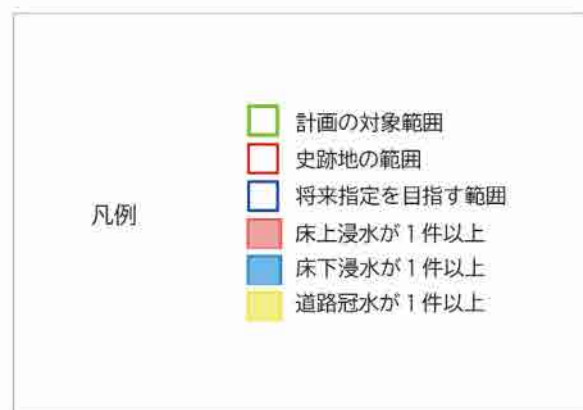 計画の対象範囲
史跡地の範囲
将来指定を目指す範囲
凡例
床上浸水が１件以上
床下浸水が１件以上
道路冠水が１件以上